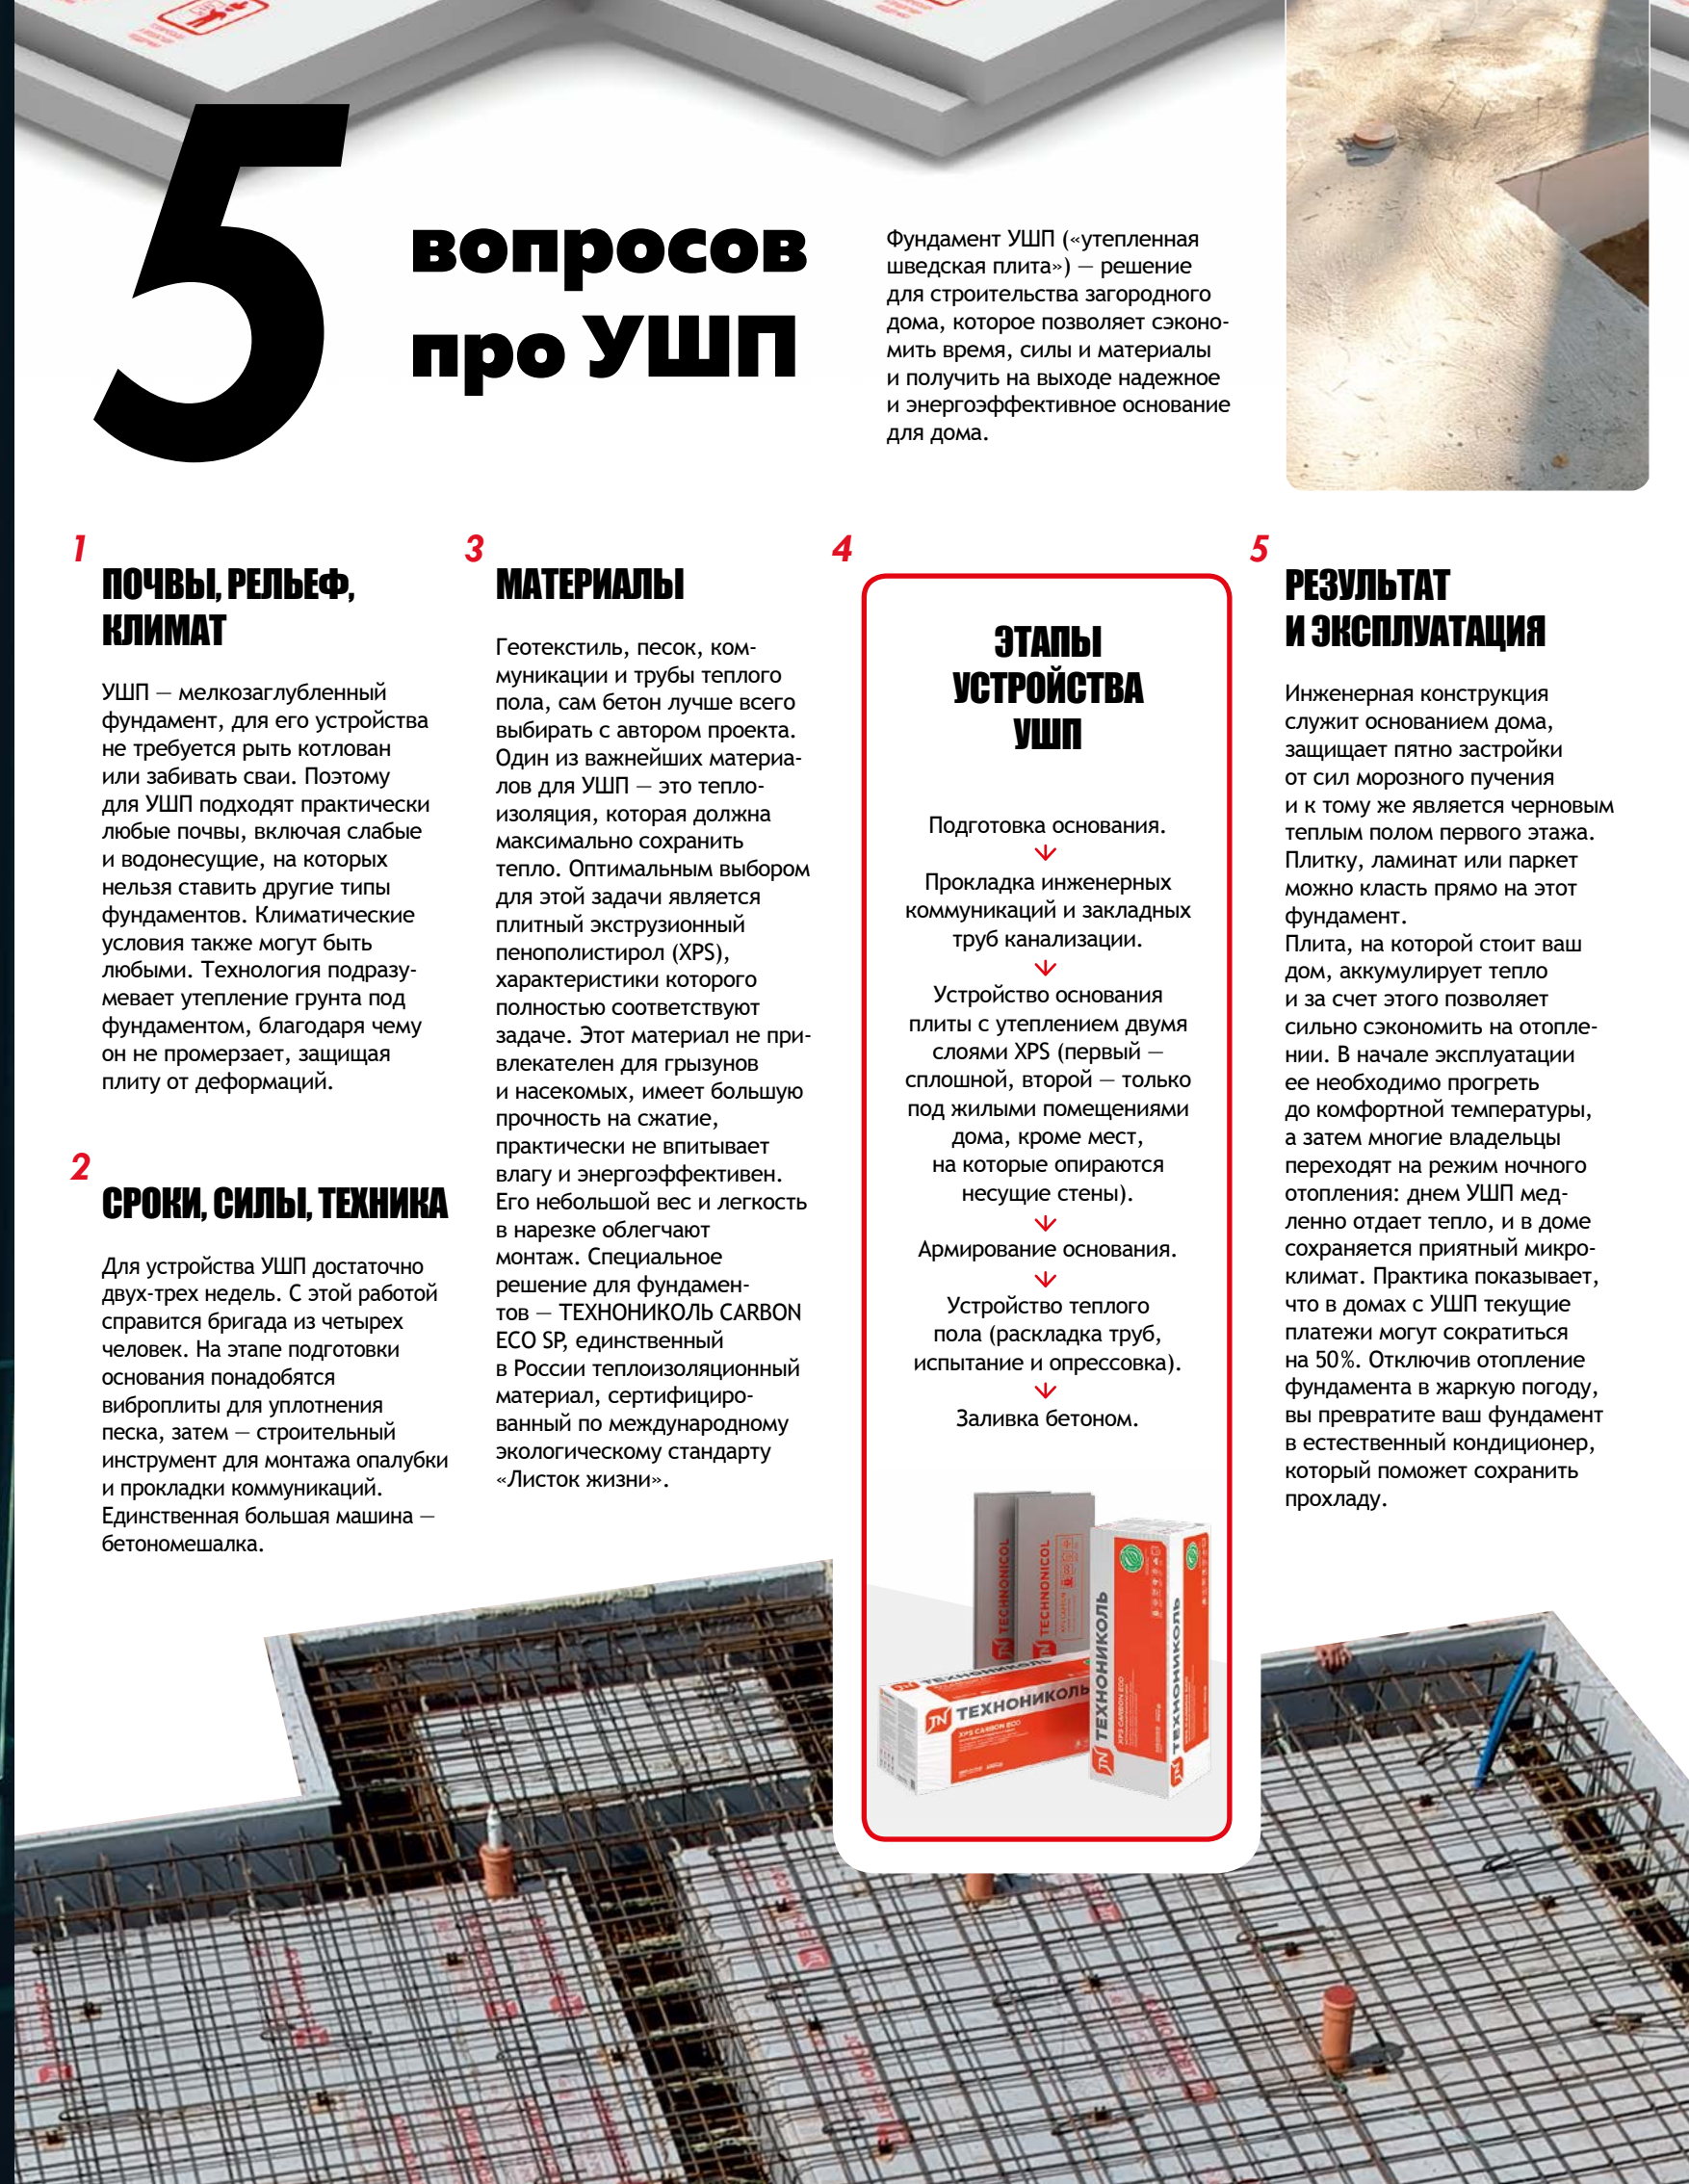 5
вопросов
про УШП
Фундамент УШП («утепленная
шведская плита») — решение
для строительства загородного
дома, которое позволяет сэконо-
мить время, силы и материалы
и получить на выходе надежное
и энергоэффективное основание
для дома.
1
ПОЧВЫ, РЕЛЬЕФ,
КЛИМАТ
УШП — мелкозаглубленный
фундамент, для его устройства
не требуется рыть котлован
или забивать сваи. Поэтому
для УШП подходят практически
любые почвы, включая слабые
и водонесущие, на которых
нельзя ставить другие типы
фундаментов. Климатические
условия также могут быть
любыми. Технология подразу-
мевает утепление грунта под
фундаментом, благодаря чему
он не промерзает, защищая
плиту от деформаций.
2
СРОКИ, СИЛЫ, ТЕХНИКА
Для устройства УШП достаточно
двух-трех недель. С этой работой
справится бригада из четырех
человек. На этапе подготовки
основания понадобятся
виброплиты для уплотнения
песка, затем — строительный
инструмент для монтажа опалубки
и прокладки коммуникаций.
Единственная большая машина —
бетономешалка.
3
МАТЕРИАЛЫ
Геотекстиль, песок, ком-
муникации и трубы теплого
пола, сам бетон лучше всего
выбирать с автором проекта.
Один из важнейших материа-
лов для УШП — это тепло-
изоляция, которая должна
максимально сохранить
тепло. Оптимальным выбором
для этой задачи является
плитный экструзионный
пенополистирол (XPS),
характеристики которого
полностью соответствуют
задаче. Этот материал не при-
влекателен для грызунов
и насекомых, имеет большую
прочность на сжатие,
практически не впитывает
влагу и энергоэффективен.
Его небольшой вес и легкость
в нарезке облегчают
монтаж. Специальное
решение для фундамен-
тов — ТЕХНОНИКОЛЬ CARBON
ECO SP, единственный
в России теплоизоляционный
материал, сертифициро-
ванный по международному
экологическому стандарту
«Листок жизни».
4
ЭТАПЫ
УСТРОЙСТВА
УШП
Подготовка основания.
Прокладка инженерных
коммуникаций и закладных
труб канализации.
Устройство основания
плиты с утеплением двумя
слоями XPS (первый —
сплошной, второй — только
под жилыми помещениями
дома, кроме мест,
на которые опираются
несущие стены).
Армирование основания.
Устройство теплого
пола (раскладка труб,
испытание и опрессовка).
Заливка бетоном.
TECHNONICOL
TECHNONICOL
ТЕХНОНИКОЛЬ
ТЕХНОНИКОЛЬ
XPS CARBON ECO
ТЕХНОНИКОЛЬ
XPS CARBON ECO
ТЕХНОНИКОЛЬ
5
РЕЗУЛЬТАТ
И ЭКСПЛУАТАЦИЯ
Инженерная конструкция
служит основанием дома,
защищает пятно застройки
от сил морозного пучения
и к тому же является черновым
теплым полом первого этажа.
Плитку, ламинат или паркет
можно класть прямо на этот
фундамент.
Плита, на которой стоит ваш
дом, аккумулирует тепло
и за счет этого позволяет
сильно сэкономить на отопле-
нии. В начале эксплуатации
ее необходимо прогреть
до комфортной температуры,
а затем многие владельцы
переходят на режим ночного
отопления: днем УШП мед-
ленно отдает тепло, и в доме
сохраняется приятный микро-
климат. Практика показывает,
что в домах с УШП текущие
платежи могут сократиться
на 50%. Отключив отопление
фундамента в жаркую погоду,
вы превратите ваш фундамент
в естественный кондиционер,
который поможет сохранить
прохладу.